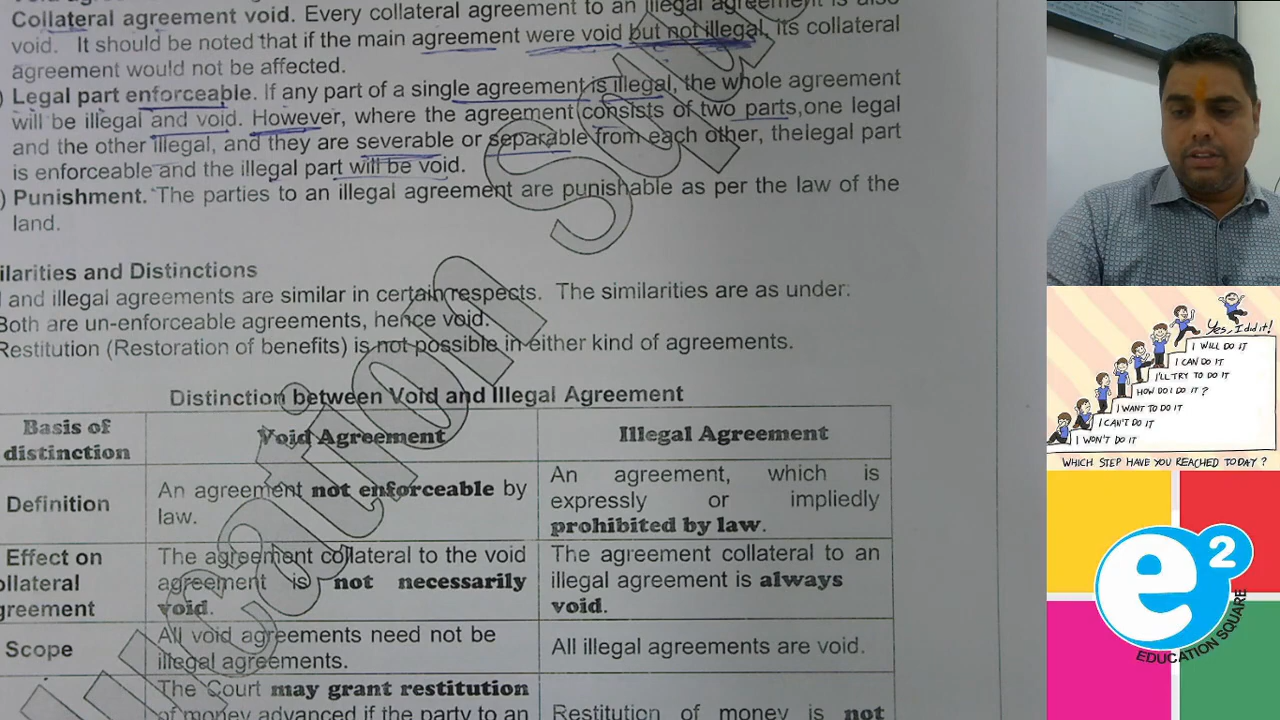 Collateral agreement void. Every collateral agreement to an illegal agreement is also
void. It should be noted that if the main agreement were void but not illegal, its collateral
agreement would not be affected.
) Legal part enforceable. If any part of a single agreement is illegal, the whole agreement
will be illegal and void. However, where the agreement consists of two parts,one legal
and the other illegal, and they are severable or separable from each other, thelegal part
is enforceable and the illegal part will be void.
) Punishment. The parties to an illegal agreement are punishable as per the law of the
land.
ilarities and Distinctions
and illegal agreements are similar in certain respects. The similarities are as under:
Both are un-enforceable agreements, hence void.
Restitution (Restoration of benefits) is not possible in either kind of agreements.
Distinction between Void and Illegal Agreement
Basis of
distinction
Void Agreement
Illegal Agreement
Definition
An agreement not enforceable by
law.
An agreement, which is
expressly or impliedly
prohibited by law.
Effect on
ollateral
greement
The agreement collateral to the void
agreement is not necessarily
void.
The agreement collateral to an
illegal agreement is always
void.
Scope
All void agreements need not be
illegal agreements.
All illegal agreements are void.
The Court may grant restitution
of money advanced if the party to an
Restitution of money is not
Yes, I did it!
I WILL DO IT
I CAN DO IT
I'LL TRY TO DO IT
HOW DO I DO IT?
I WANT TO DO IT
I CAN'T DO IT
I WON'T DO IT
WHICH STEP HAVE YOU REACHED TODAY?
e2
EDUCATION SQUARE